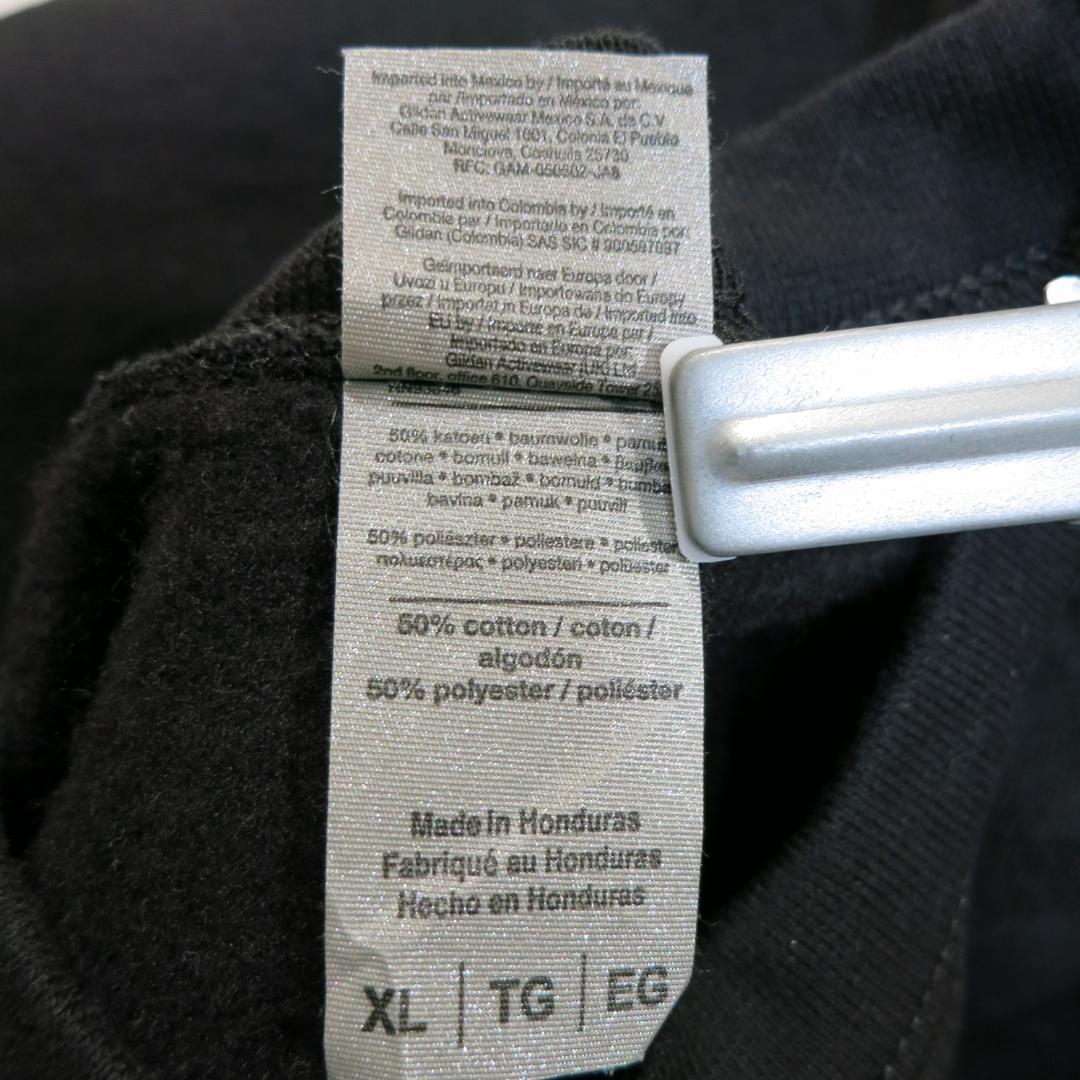 Imported into Mexico by / Importé au Mexique
par / Importado en México por:
Gildan Activewear Mexico S.A. de C.V.
Calle San Miguel 1001, Colonia El Pueblo
Monclova, Coahuila 25730
RFC: GAM-050502-JA8
Imported into Colombia by / Importé en
Colombie par / Importado en Colombia por:
Gildan (Colombia) SAS SIC # 900597097
Geïmporteerd naar Europa door /
Uvozi u Europu / Importowane do Europy
przez / Importat in Europa de / Imported into
EU by / Importé en Europe par /
Importado en Europa por:
Gildan Activewear (UK) Ltd
2nd floor, office 610, Quayside Tower
50% katoen • baumwolle • pamut
cotone • bomull • bawełna •
puuvilla • bombaž • bomuld •
bavlna • pamuk • puuvill
50% poliészter • poliestere •
πολυεστέρας • polyesteri • poliester
50% cotton / coton /
algodón
50% polyester / poliéster
Made In Honduras
Fabriqué au Honduras
Hecho en Honduras
XL | TG | EG